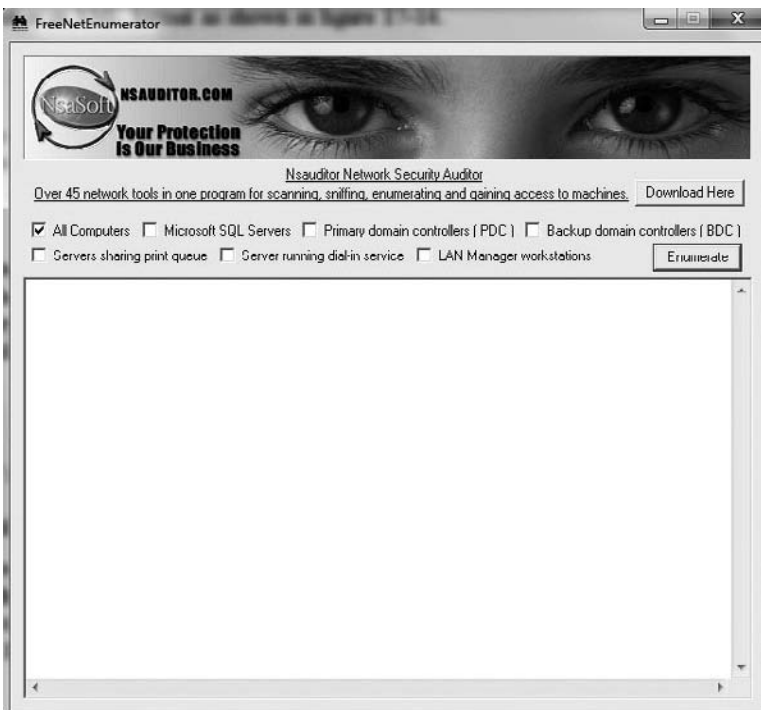 FreeNetEnumerator
NsaSoft
NSAUDITOR.COM
Your Protection
Is Our Business
Nsauditor Network Security Auditor
Over 45 network tools in one program for scanning, sniffing, enumerating and gaining access to machines.
Download Here
All Computers Microsoft SQL Servers Primary domain controllers ( PDC ) Backup domain controllers ( BDC )
Servers sharing print queue Server running dial-in service LAN Manager workstations
Enumerate